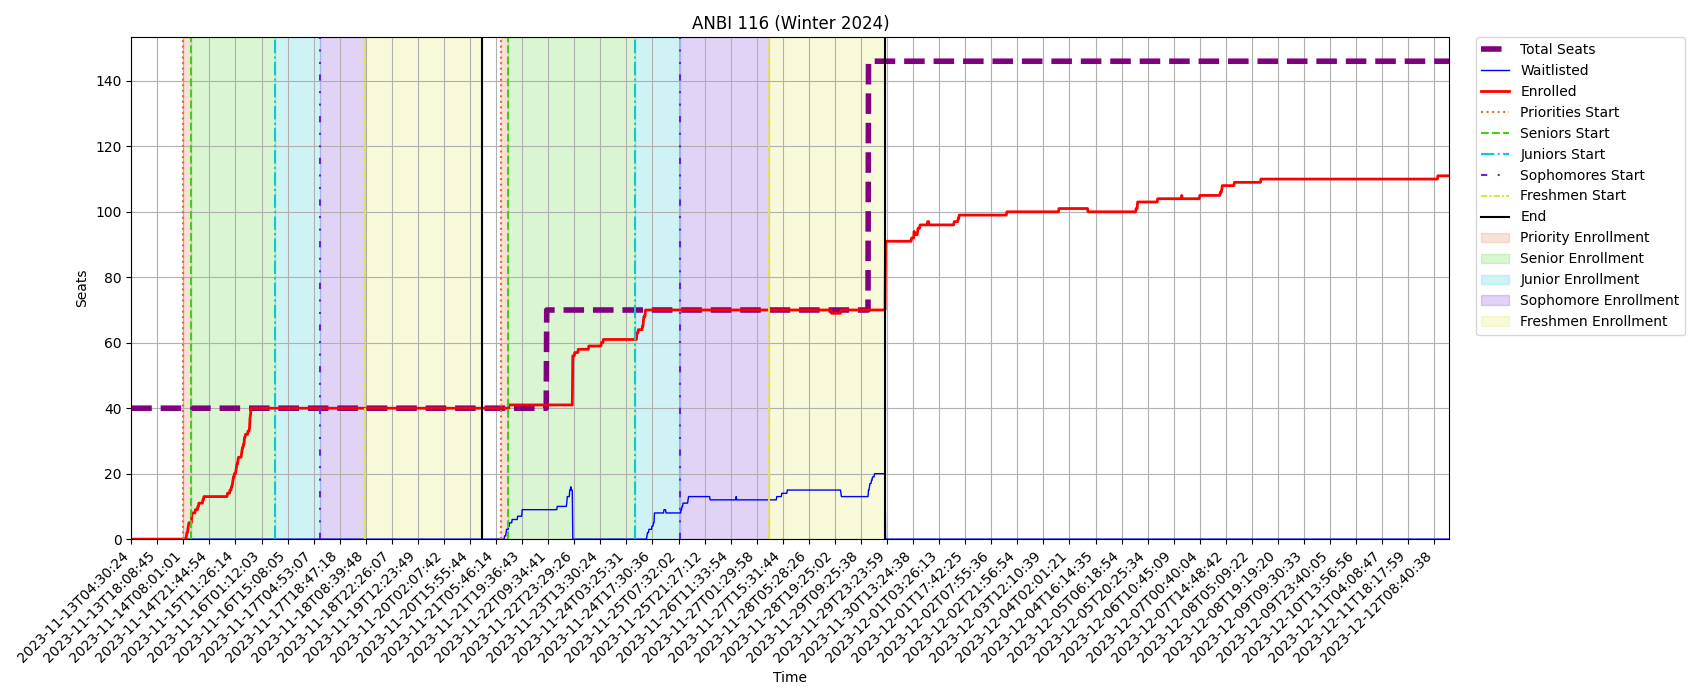 ANBI 116 (Winter 2024)
Seats
140
120
100
80
60
40
20
0
2023-11-13T04:30:24
2023-11-13T18:08:45
2023-11-14T08:01:01
2023-11-14T21:44:54
2023-11-15T11:26:14
2023-11-16T01:12:03
2023-11-16T15:08:05
2023-11-17T04:53:07
2023-11-17T18:47:18
2023-11-18T08:39:48
2023-11-18T22:26:07
2023-11-19T12:23:49
2023-11-20T02:07:42
2023-11-20T15:55:44
2023-11-21T05:46:14
2023-11-21T19:36:43
2023-11-22T09:34:41
2023-11-22T23:29:26
2023-11-23T13:30:24
2023-11-24T03:25:31
2023-11-24T17:30:36
2023-11-25T07:32:02
2023-11-25T21:27:12
2023-11-26T11:33:54
2023-11-27T01:29:58
2023-11-27T15:31:44
2023-11-28T05:28:26
2023-11-28T19:25:02
2023-11-29T09:25:38
2023-11-29T23:23:59
2023-11-30T13:24:38
2023-12-01T03:26:13
2023-12-01T17:42:25
2023-12-02T07:55:36
2023-12-02T21:56:54
2023-12-03T12:10:39
2023-12-04T02:01:21
2023-12-04T16:14:35
2023-12-05T06:18:54
2023-12-05T20:25:34
2023-12-06T10:45:09
2023-12-07T00:40:04
2023-12-07T14:48:42
2023-12-08T05:09:22
2023-12-08T19:19:20
2023-12-09T09:30:33
2023-12-09T23:40:05
2023-12-10T13:56:56
2023-12-11T04:08:47
2023-12-11T18:17:59
2023-12-12T08:40:38
Time
Total Seats
Waitlisted
Enrolled
Priorities Start
Seniors Start
Juniors Start
Sophomores Start
Freshmen Start
End
Priority Enrollment
Senior Enrollment
Junior Enrollment
Sophomore Enrollment
Freshmen Enrollment